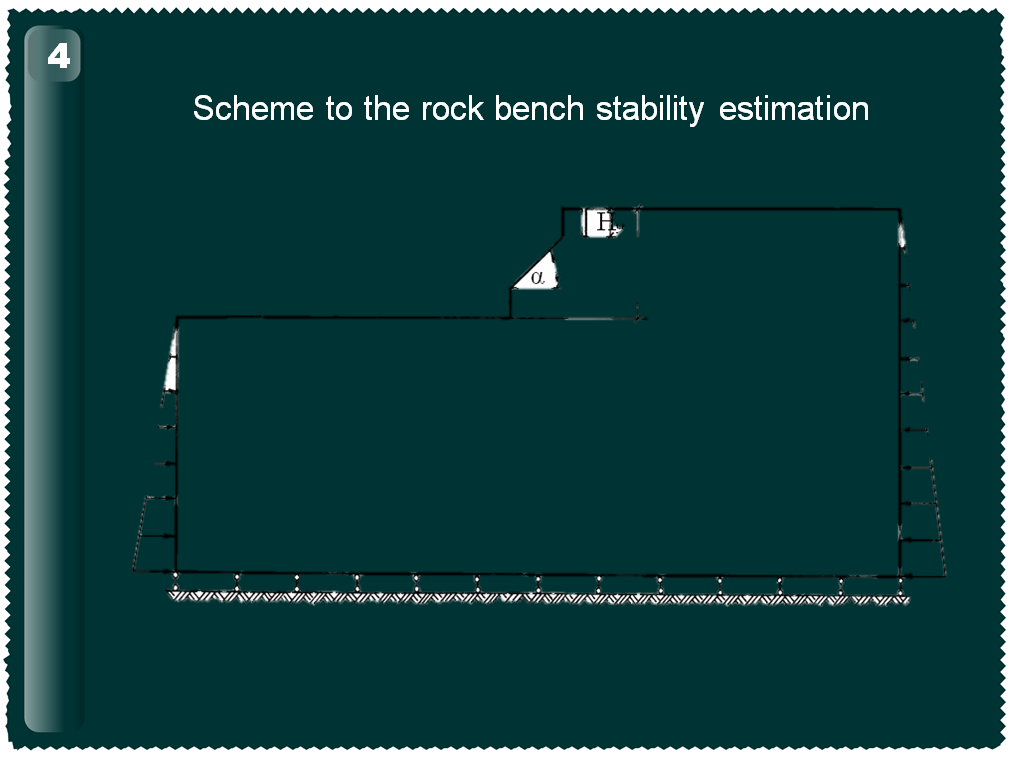 4
Scheme to the rock bench stability estimation
H
α